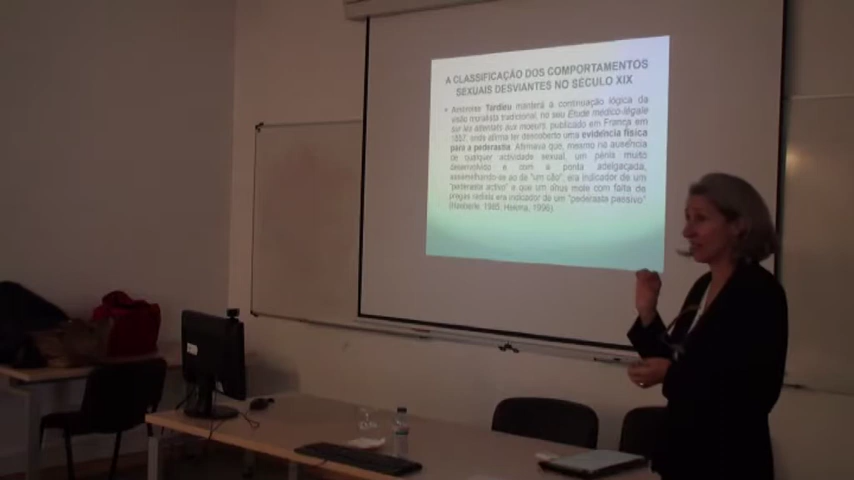 A CLASSIFICAÇÃO DOS COMPORTAMENTOS
SEXUAIS DESVIANTES NO SÉCULO XIX
• Ambroise Tardieu manterá a continuação lógica da
visão moralista tradicional, no seu Étude médico-légale
sur les attentats aux moeurs, publicado em França em
1857, onde afirma ter descoberto uma evidência física
para a pederastia. Afirmava que, mesmo na ausência
de qualquer actividade sexual, um pénis muito
desenvolvido e com a ponta adelgaçada,
assemelhando-se ao de "um cão", era indicador de um
"pederasta activo" e que um ânus mole com falta de
pregas radiais era indicador de um "pederasta passivo"
(Haeberle, 1985; Hekma, 1996).